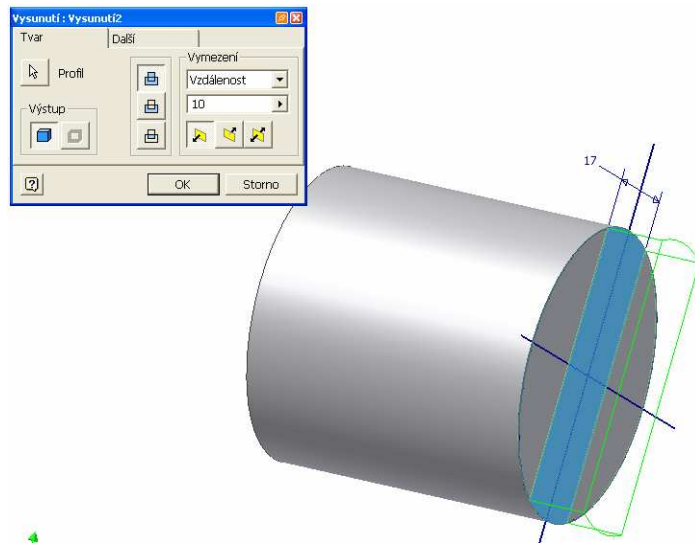 Vysunutí : Vysunutí2
Tvar
Další
Profil
Výstup
Vymezení
Vzdálenost
10
OK
Storno
17